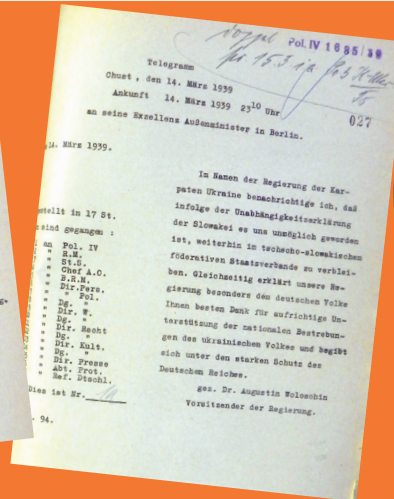 Doppel
Pol. IV 1685/39
Telegramm
Chust, den 14. März 1939
Ankunft 14. März 1939 23¹⁰ Uhr
027
an seine Exzellenz Außenminister in Berlin.
14. März 1939.
Im Namen der Regierung der Kar-
paten Ukraine benachrichtige ich, daß
infolge der Unabhängigkeitserklärung
der Slowakei es uns unmöglich geworden
ist, weiterhin im tschecho-slowakischen
föderativen Staatsverbande zu verblei-
ben. Gleichzeitig erklärt unsere Re-
gierung besonders dem deutschen Volke
Ihnen besten Dank für aufrichtige Un-
terstützung der nationalen Bestrebun-
gen des ukrainischen Volkes und begibt
sich unter den starken Schutz des
Deutschen Reiches.
gez. Dr. Augustin Woloschin
Vorsitzender der Regierung.
stellt in 17 St.
sind gegangen :
an Pol. IV
" R.M.
" St.S.
" Chef A.O.
" B.R.M.
" Dir.Pers.
" " Pol.
" Dg. "
" Dir. W.
" Dg. "
" Dir. Recht
" Dg. "
" Dir. Kult.
" Dg. "
" Dir. Presse
" Abt. Prot.
" Ref. Dtschl.
Dies ist Nr.
94.